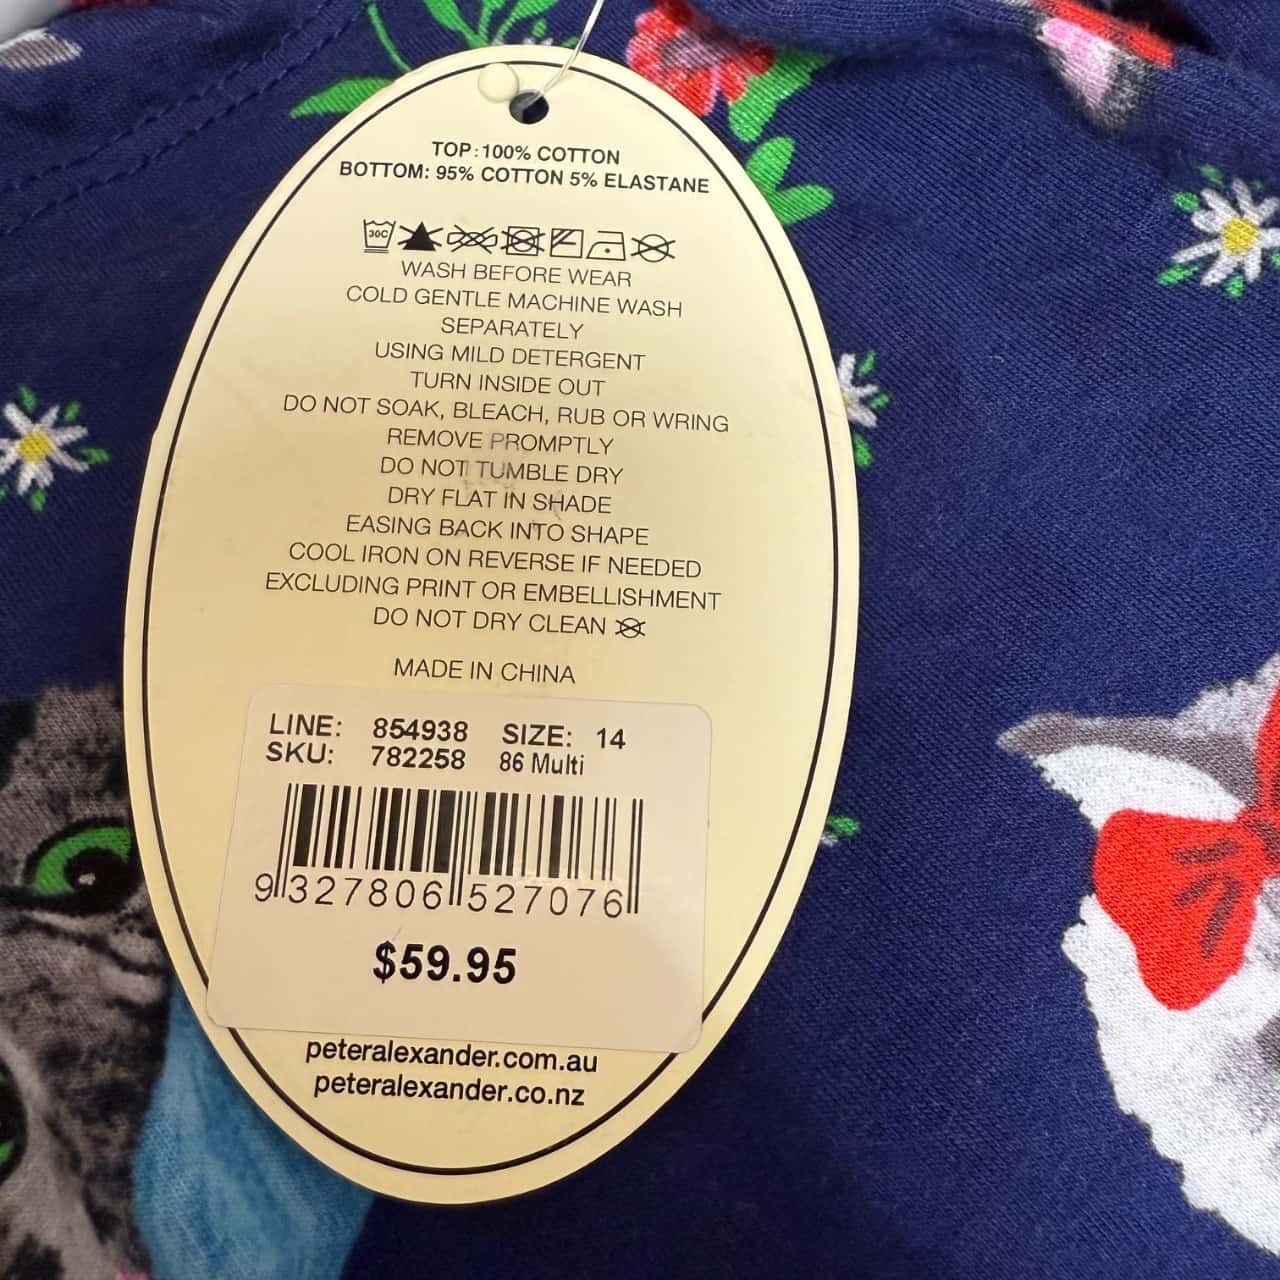 TOP: 100% COTTON
BOTTOM: 95% COTTON 5% ELASTANE
30C
WASH BEFORE WEAR
COLD GENTLE MACHINE WASH
SEPARATELY
USING MILD DETERGENT
TURN INSIDE OUT
DO NOT SOAK, BLEACH, RUB OR WRING
REMOVE PROMPTLY
DO NOT TUMBLE DRY
DRY FLAT IN SHADE
EASING BACK INTO SHAPE
COOL IRON ON REVERSE IF NEEDED
EXCLUDING PRINT OR EMBELLISHMENT
DO NOT DRY CLEAN
MADE IN CHINA
LINE: 854938 SIZE: 14
SKU: 782258 86 Multi
9 327806 527076
$59.95
peteralexander.com.au
peteralexander.co.nz